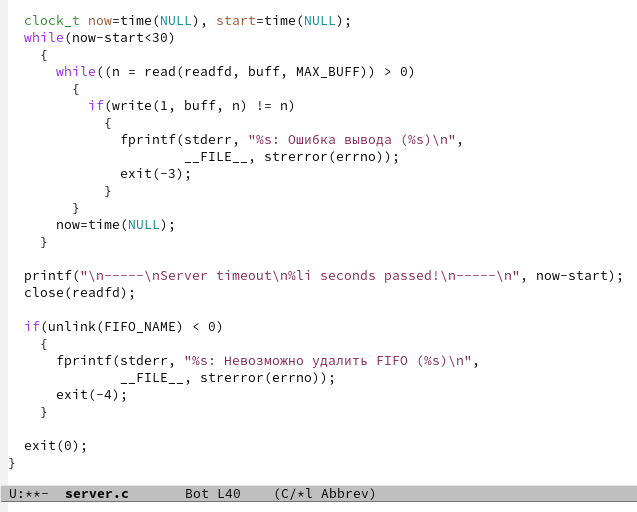 clock_t now=time(NULL), start=time(NULL);
while(now-start<30)
{
while((n = read(readfd, buff, MAX_BUFF)) > 0)
{
if(write(1, buff, n) != n)
{
fprintf(stderr, "%s: Ошибка вывода (%s)\n",
__FILE__, strerror(errno));
exit(-3);
}
}
now=time(NULL);
}
printf("\n-----\nServer timeout\n%li seconds passed!\n-----\n", now-start);
close(readfd);
if(unlink(FIFO_NAME) < 0)
{
fprintf(stderr, "%s: Невозможно удалить FIFO (%s)\n",
__FILE__, strerror(errno));
exit(-4);
}
exit(0);
}
U:**- server.c Bot L40 (C/*l Abbrev)